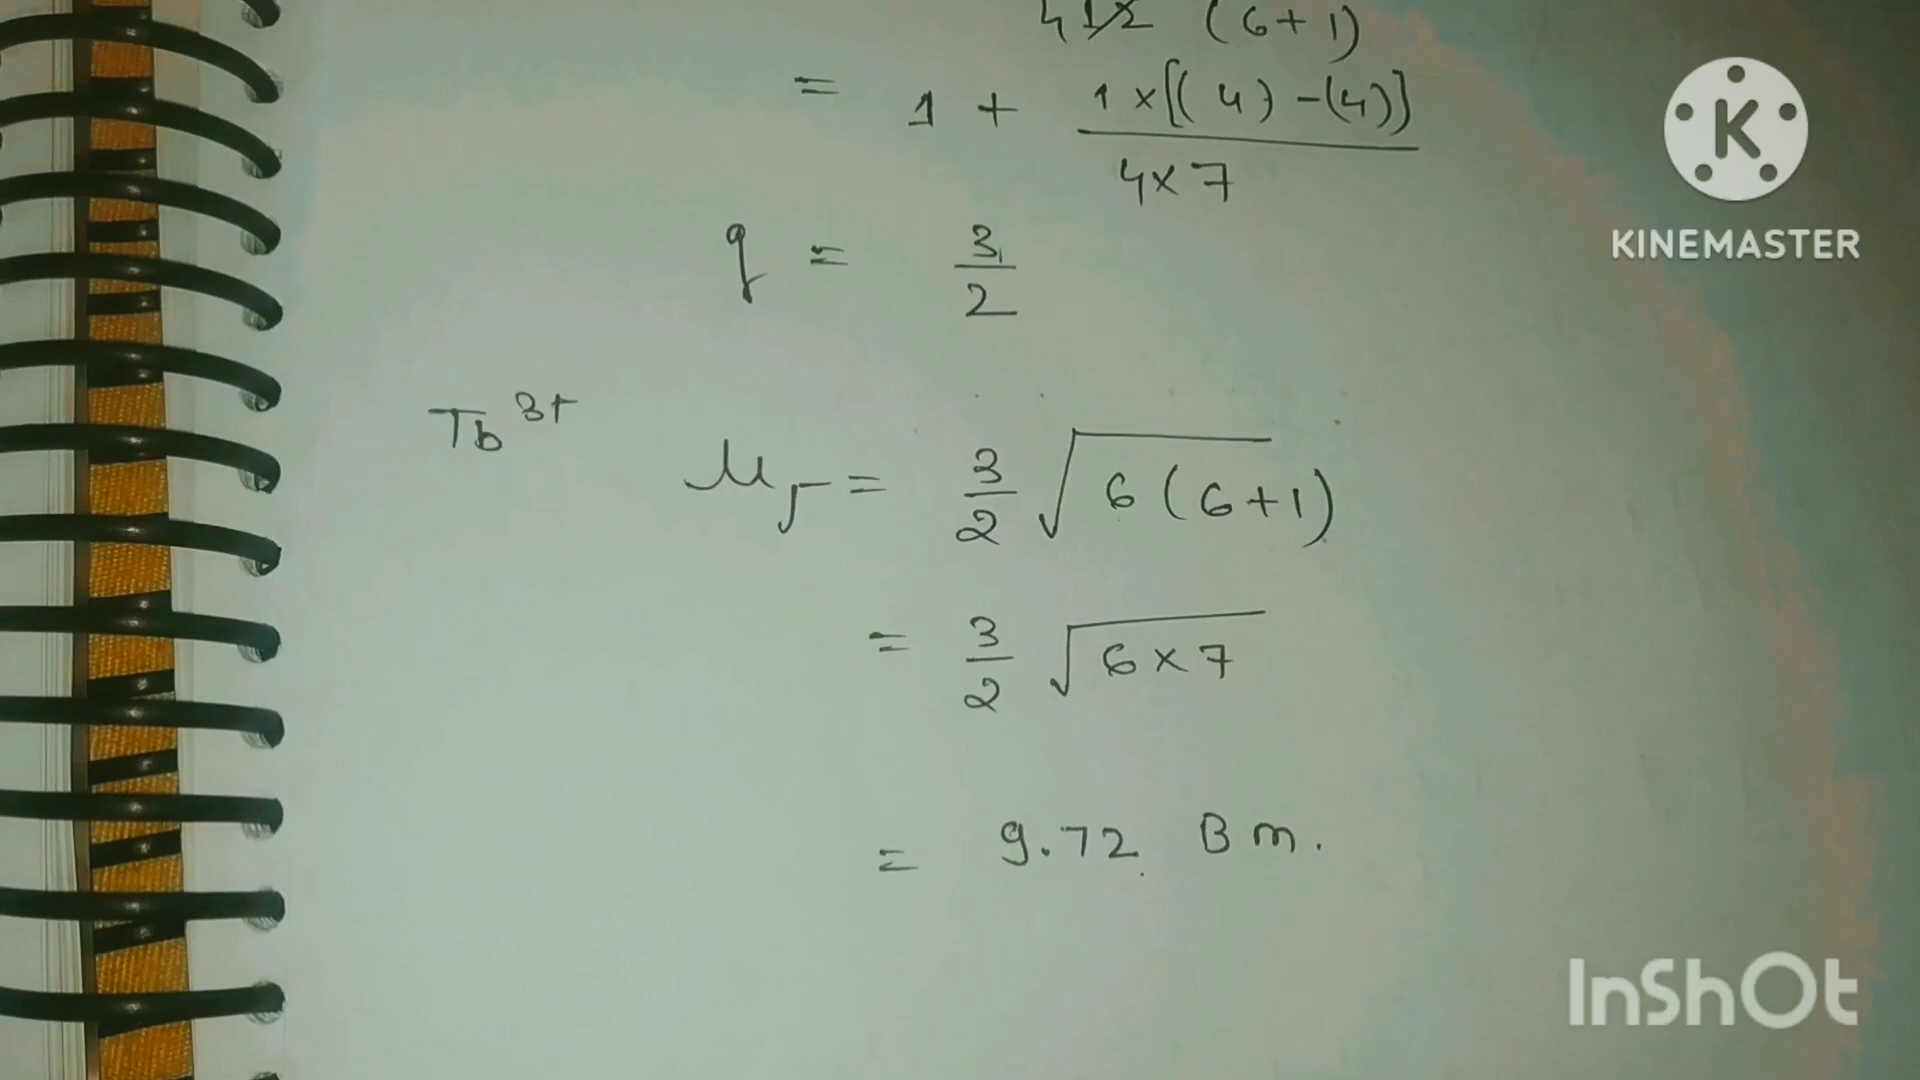 (6+1)
= 1 + 1×[(4)-(4)]
4×7
g = 3/2
Tb³⁺
μJ = 3/2 √6(6+1)
= 3/2 √6×7
= 9.72 Bm.
K
KINEMASTER
InShOt